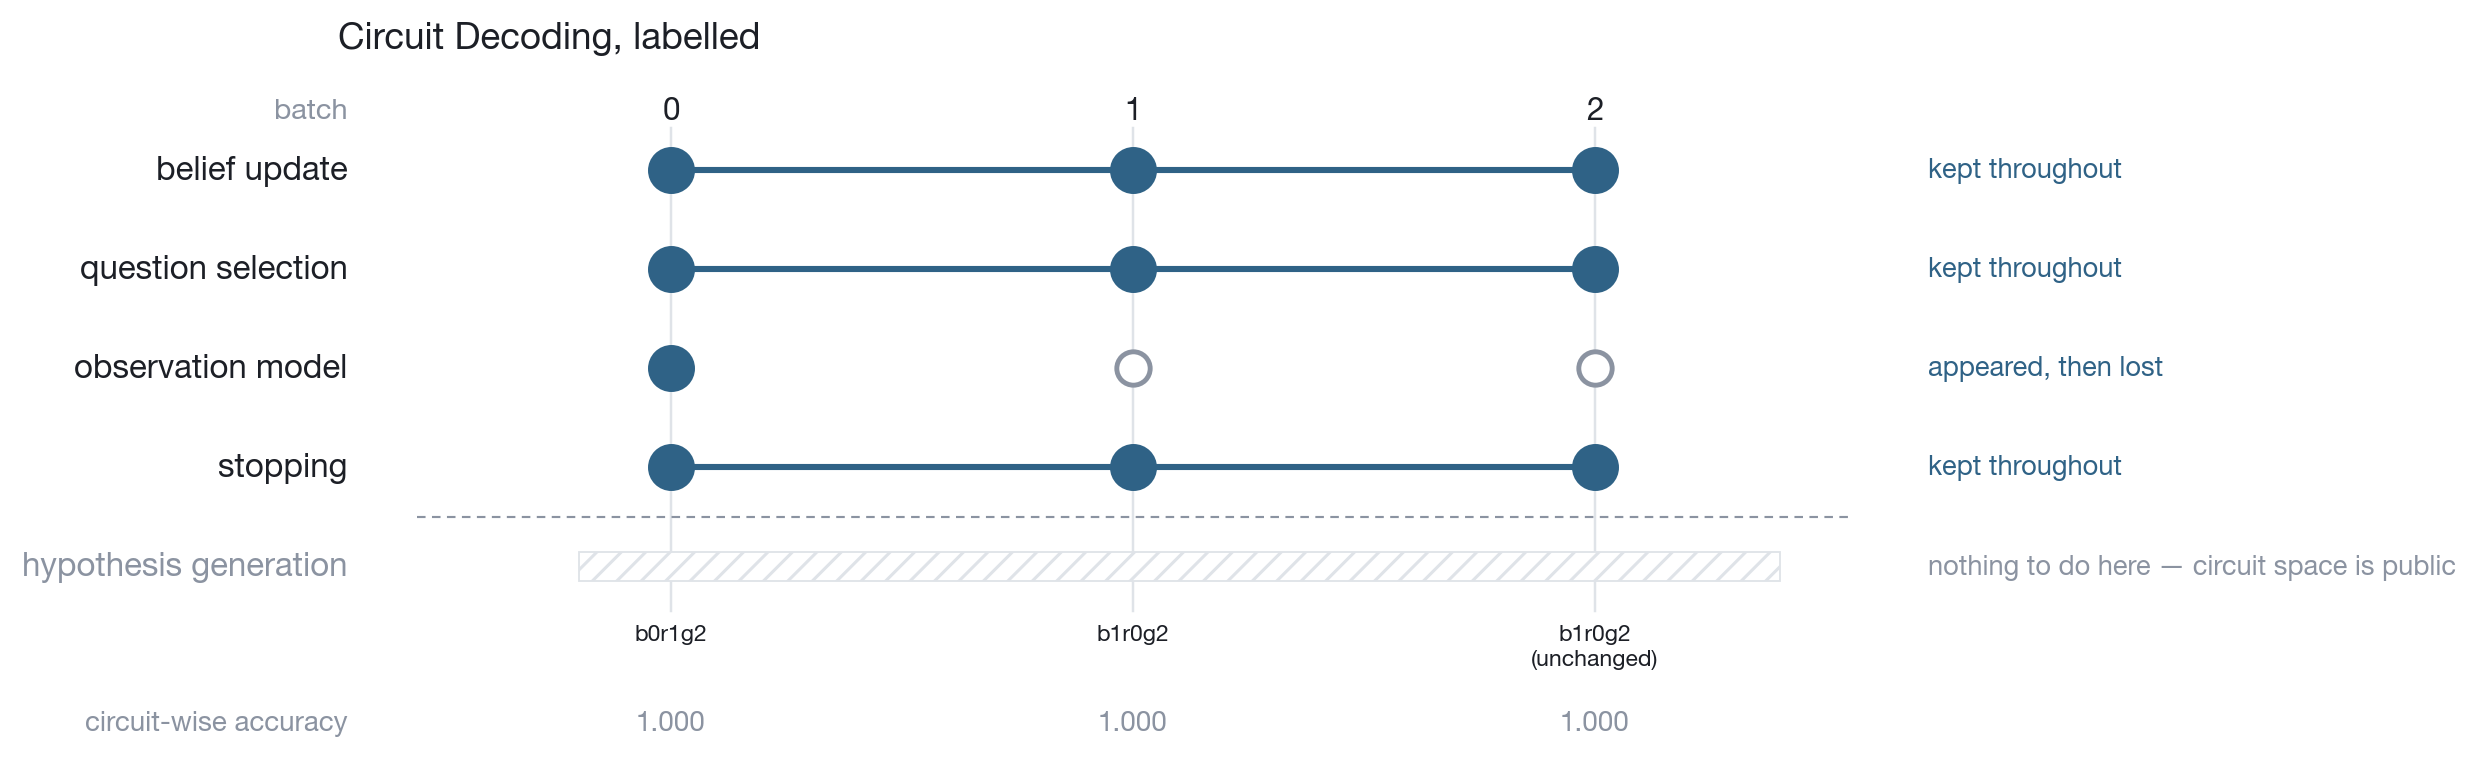 Circuit Decoding, labelled
batch 0 1 2
belief update kept throughout
question selection kept throughout
observation model appeared, then lost
stopping kept throughout
hypothesis generation nothing to do here — circuit space is public
b0r1g2 b1r0g2 b1r0g2
(unchanged)
circuit-wise accuracy 1.000 1.000 1.000